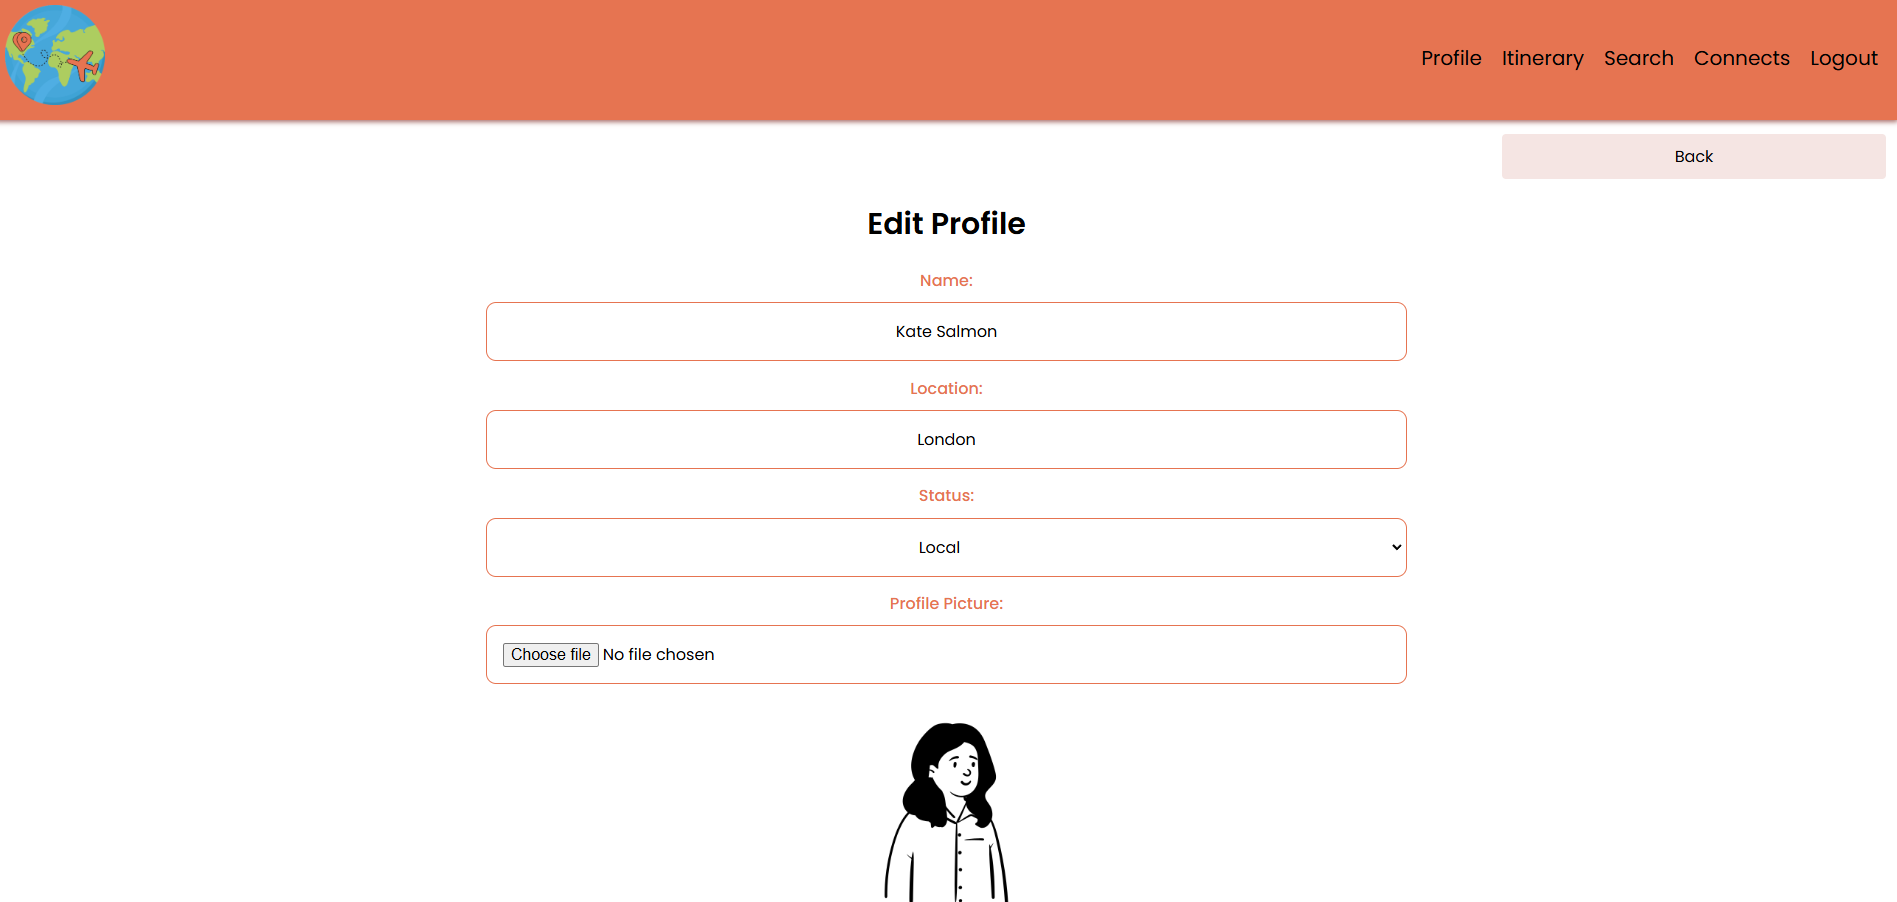 Profile Itinerary Search Connects Logout
Back
Edit Profile
Name:
Kate Salmon
Location:
London
Status:
Local
Profile Picture:
Choose file No file chosen